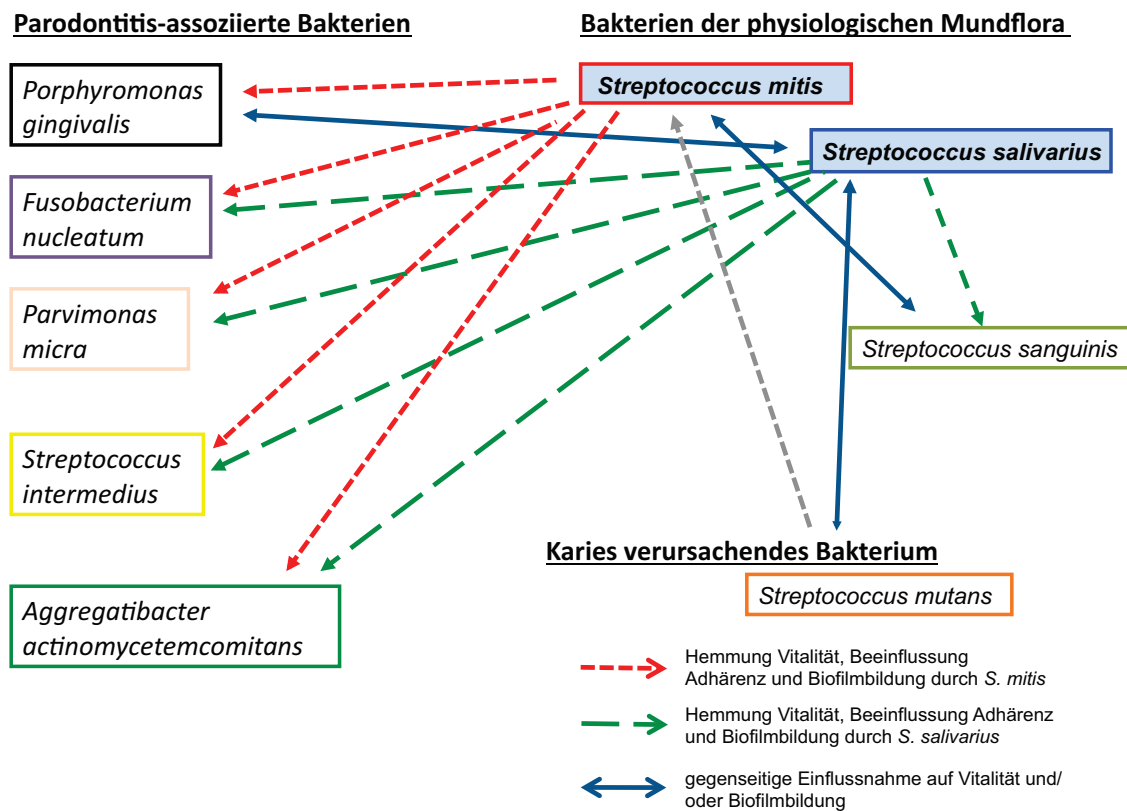 Parodontitis-assoziierte Bakterien
Bakterien der physiologischen Mundflora
Porphyromonas
gingivalis
Streptococcus mitis
Streptococcus salivarius
Fusobacterium
nucleatum
Parvimonas
micra
Streptococcus sanguinis
Streptococcus
intermedius
Karies verursachendes Bakterium
Streptococcus mutans
Aggregatibacter
actinomycetemcomitans
Hemmung Vitalität, Beeinflussung
Adhärenz und Biofilmbildung durch S. mitis
Hemmung Vitalität, Beeinflussung Adhärenz
und Biofilmbildung durch S. salivarius
gegenseitige Einflussnahme auf Vitalität und/
oder Biofilmbildung